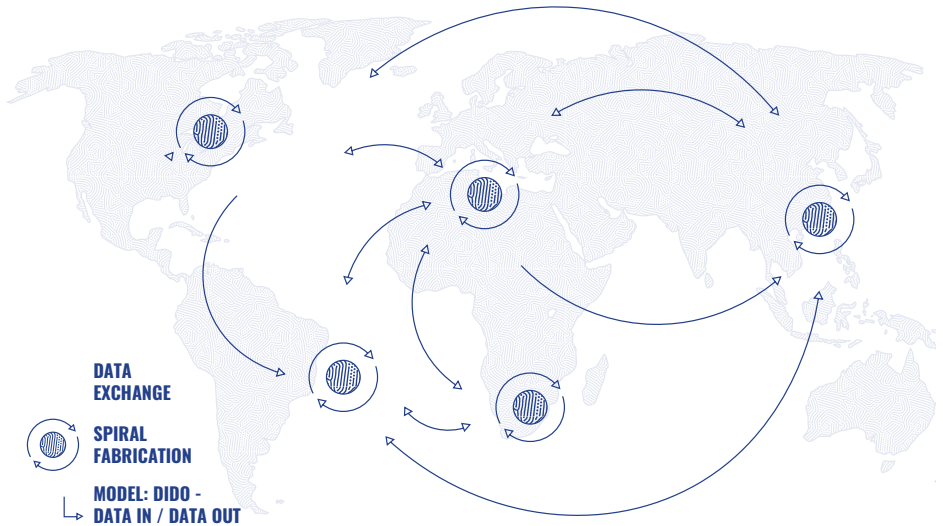 DATA
EXCHANGE
SPIRAL
FABRICATION
MODEL: DIDO -
DATA IN / DATA OUT